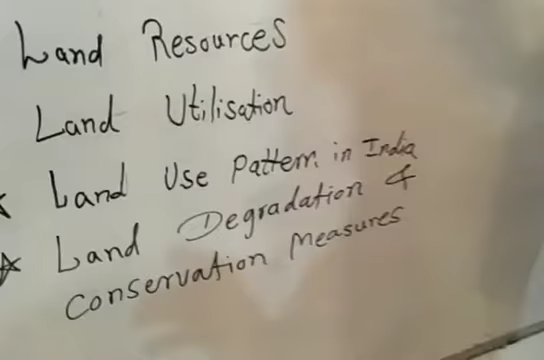 Land Resources
Land Utilisation
Land Use Pattern in India
Land Degradation &
Conservation Measures